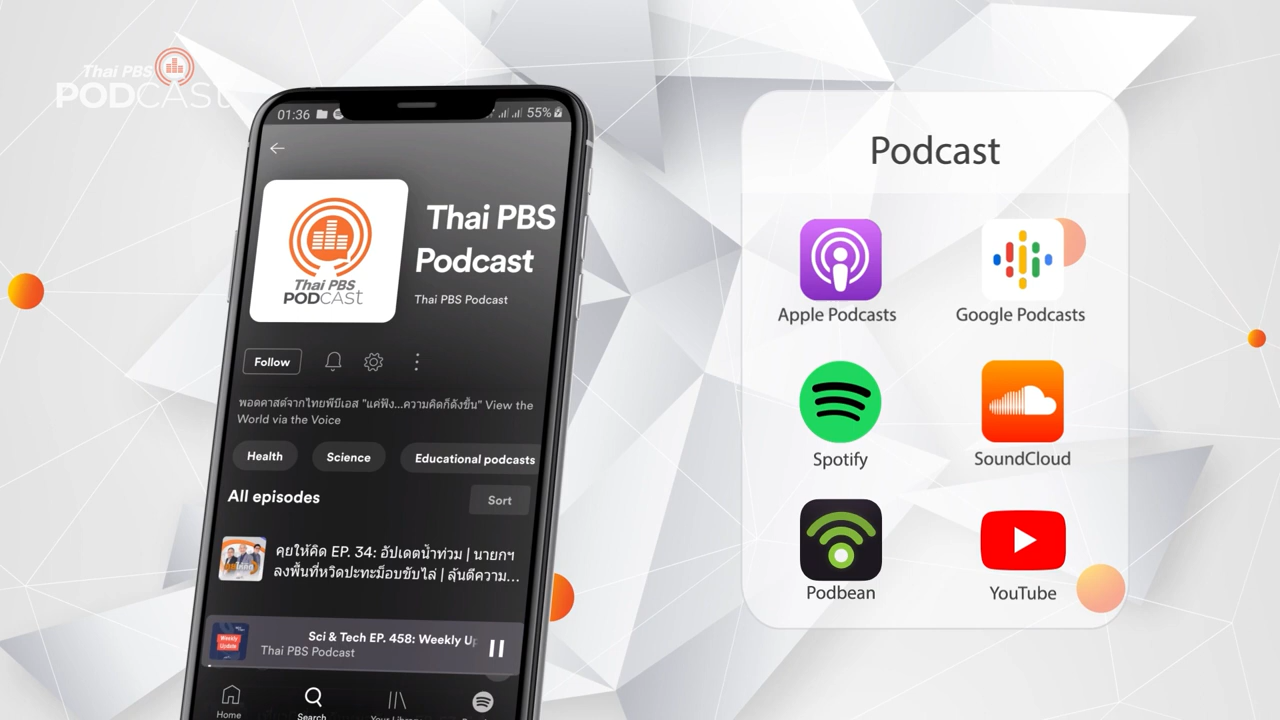 Thai PBS
PODCAST
01:36
55%
Thai PBS
Podcast
Thai PBS Podcast
Thai PBS
PODCAST
Follow
พอดคาสต์จากไทยพีบีเอส "แค่ฟัง...ความคิดก็ดังขึ้น" View the
World via the Voice
Health
Science
Educational podcasts
All episodes
Sort
คุยให้คิด EP. 34: อัปเดตน้ำท่วม | นายกฯ
ลงพื้นที่หวิดปะทะม็อบขับไล่ | ลุ้นตีความ...
Weekly
Update
Sci & Tech EP. 458: Weekly Up
Thai PBS Podcast
Home
Search
Your Library
Podcast
Apple Podcasts
Google Podcasts
Spotify
SoundCloud
Podbean
YouTube